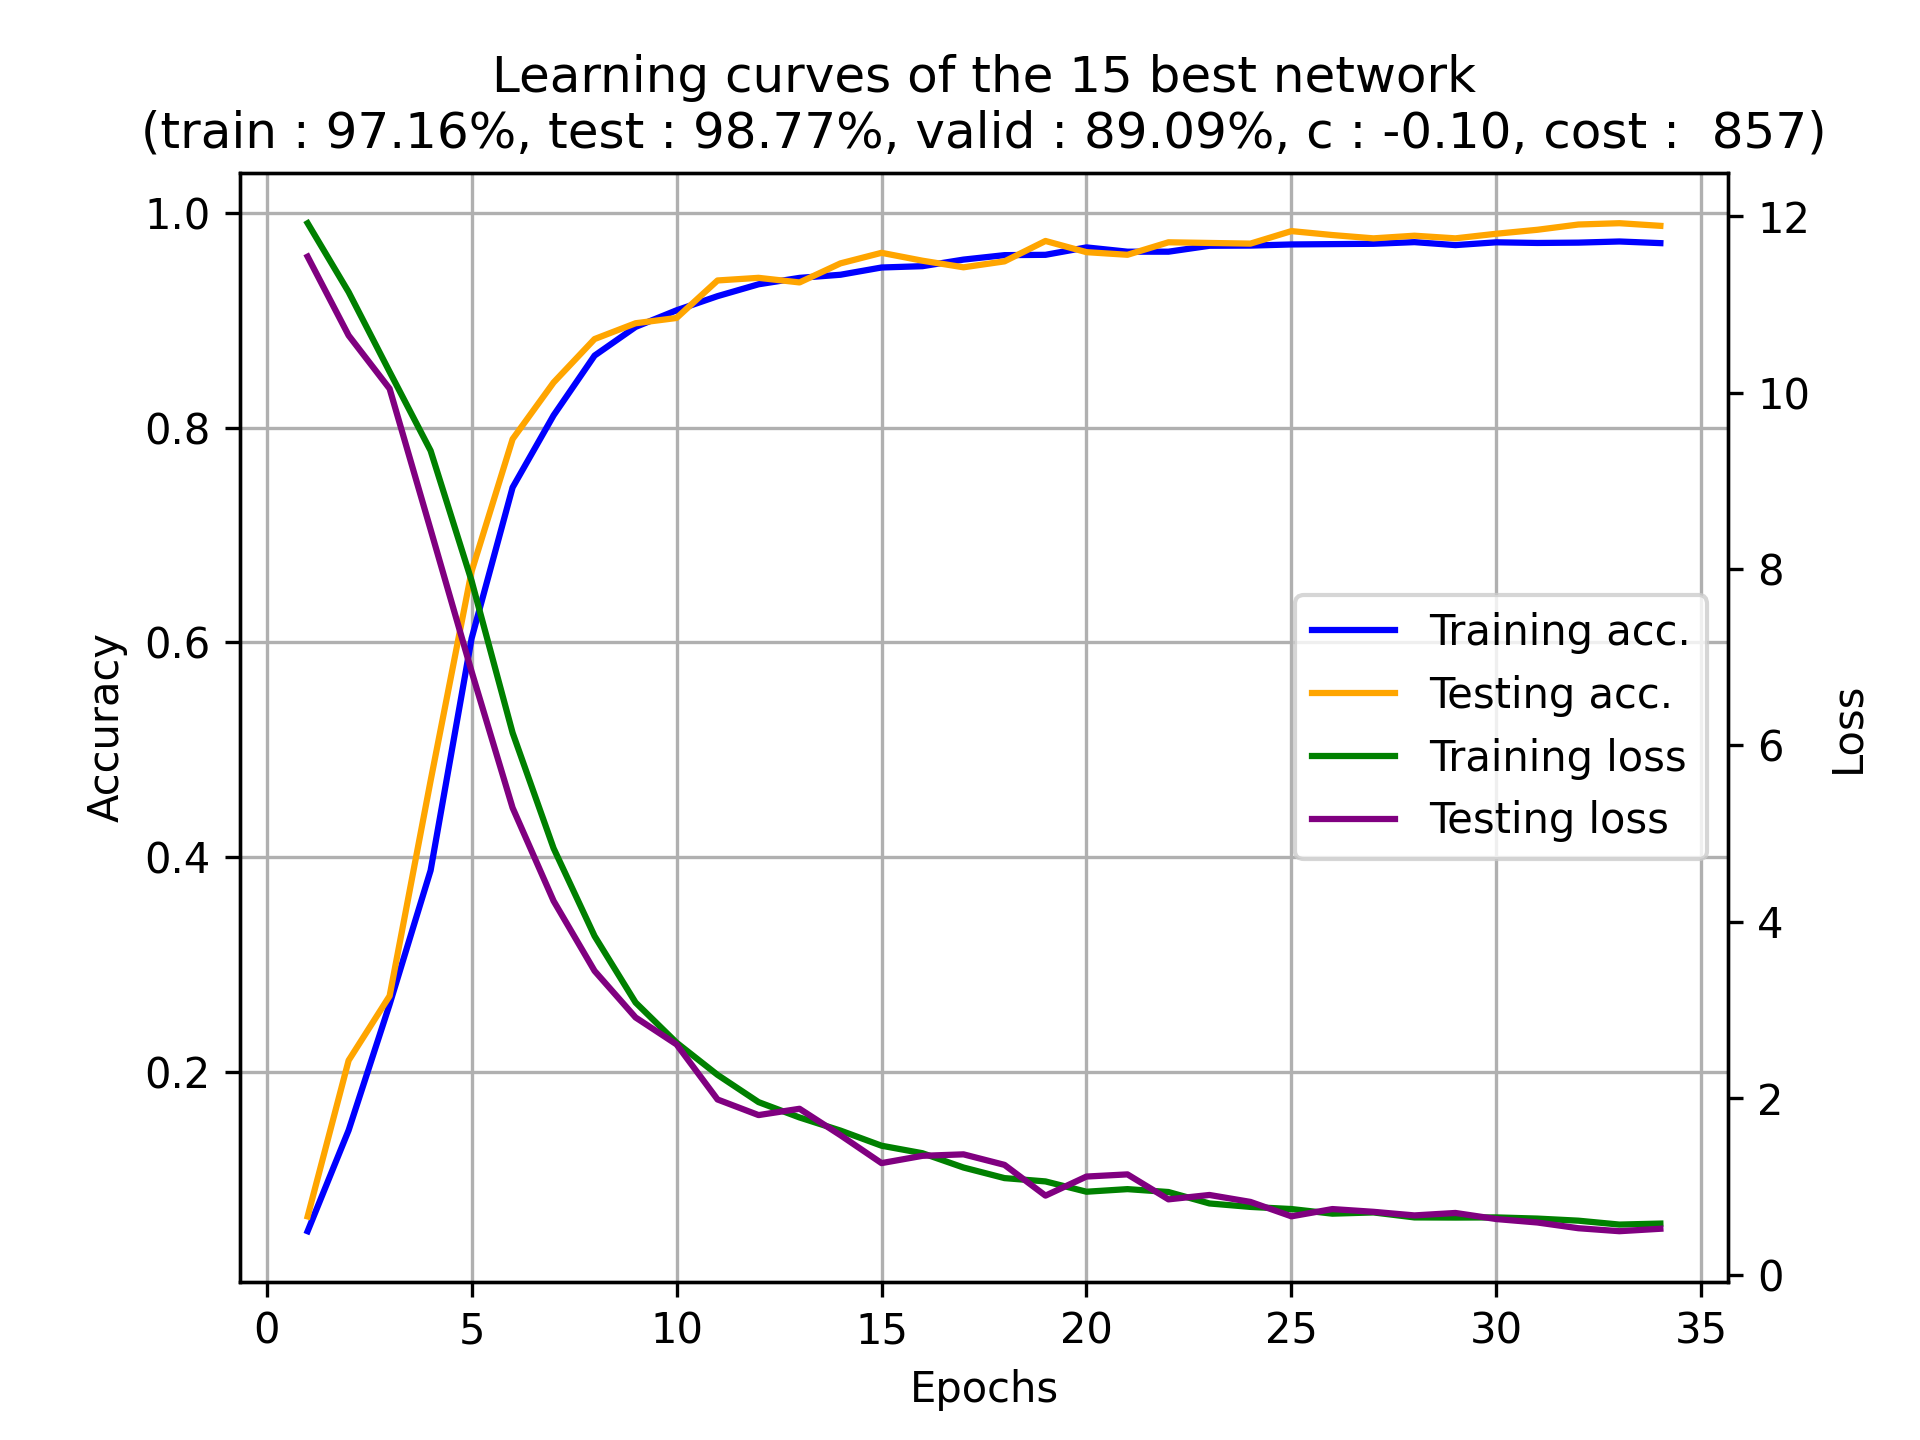 Learning curves of the 15 best network
(train : 97.16%, test : 98.77%, valid : 89.09%, c : -0.10, cost :  857)
1.0
0.8
0.6
0.4
0.2
Accuracy
12
10
8
6
4
2
0
Loss
Training acc.
Testing acc.
Training loss
Testing loss
0 5 10 15 20 25 30 35
Epochs